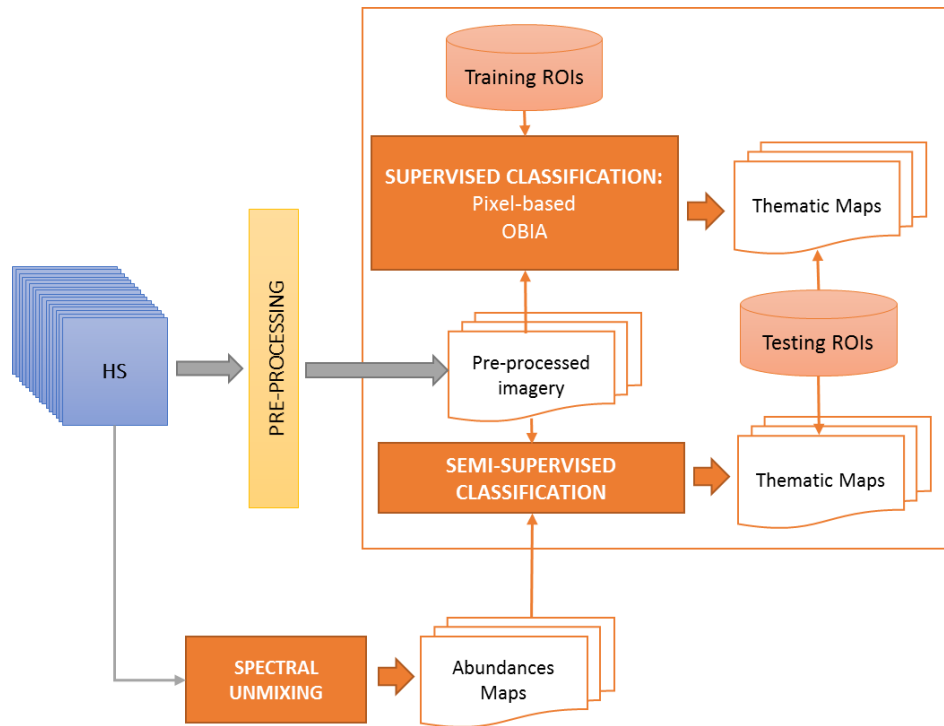 Training ROIs
SUPERVISED CLASSIFICATION:
Pixel-based
OBIA
Thematic Maps
HS
PRE-PROCESSING
Pre-processed
imagery
Testing ROIs
SEMI-SUPERVISED
CLASSIFICATION
Thematic Maps
SPECTRAL
UNMIXING
Abundances
Maps